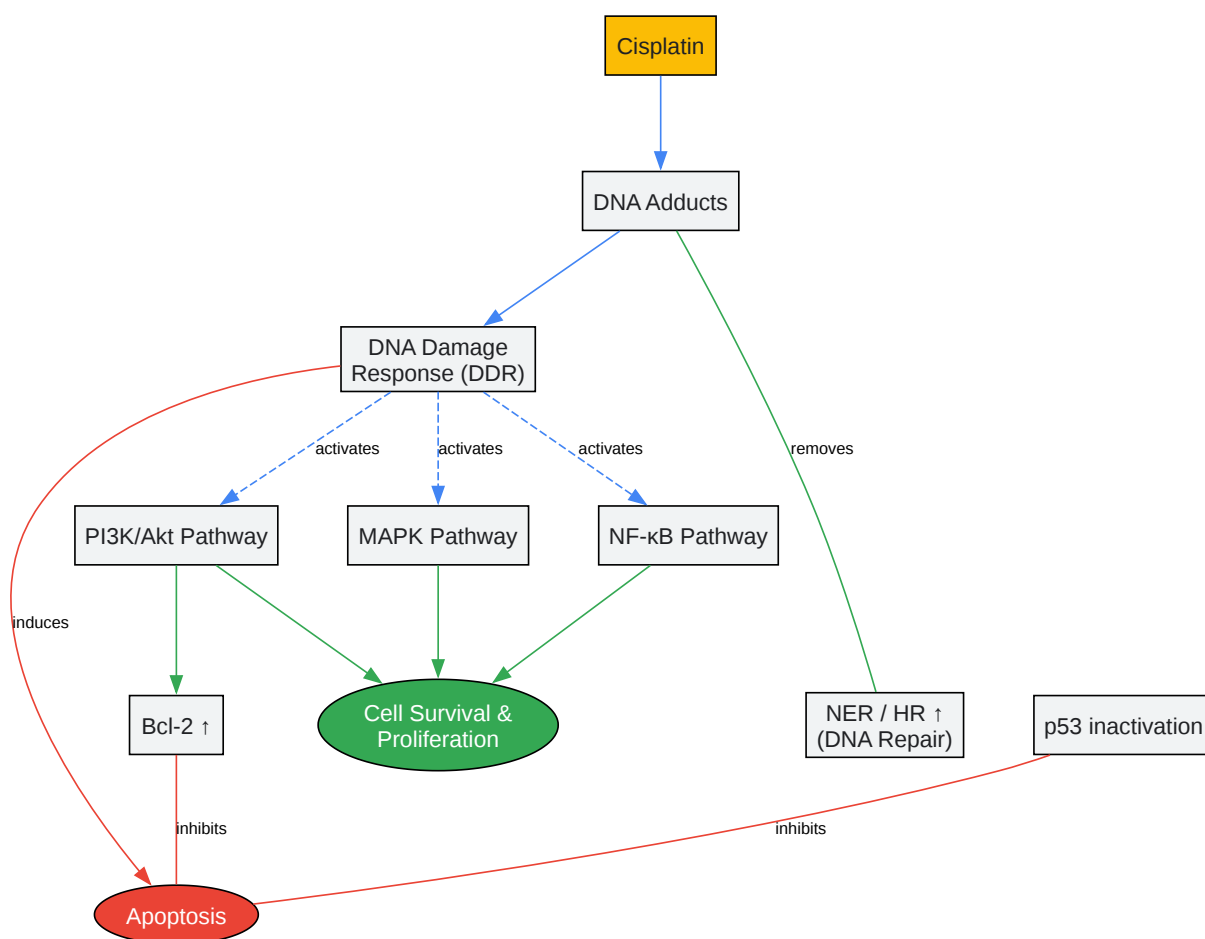 Cisplatin
DNA Adducts
DNA Damage
Response (DDR)
activates
activates
activates
removes
PI3K/Akt Pathway
MAPK Pathway
NF-κB Pathway
induces
Bcl-2 ↑
Cell Survival &
Proliferation
NER / HR ↑
(DNA Repair)
p53 inactivation
inhibits
inhibits
Apoptosis